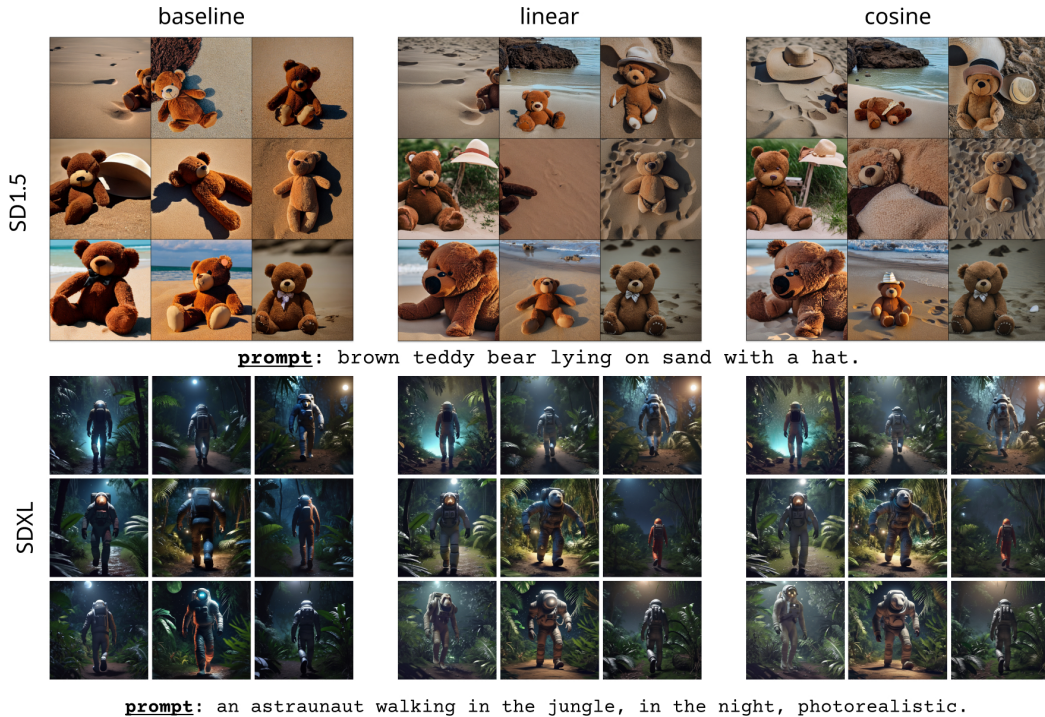 baseline linear cosine
SD1.5
prompt: brown teddy bear lying on sand with a hat.
SDXL
prompt: an astraunaut walking in the jungle, in the night, photorealistic.